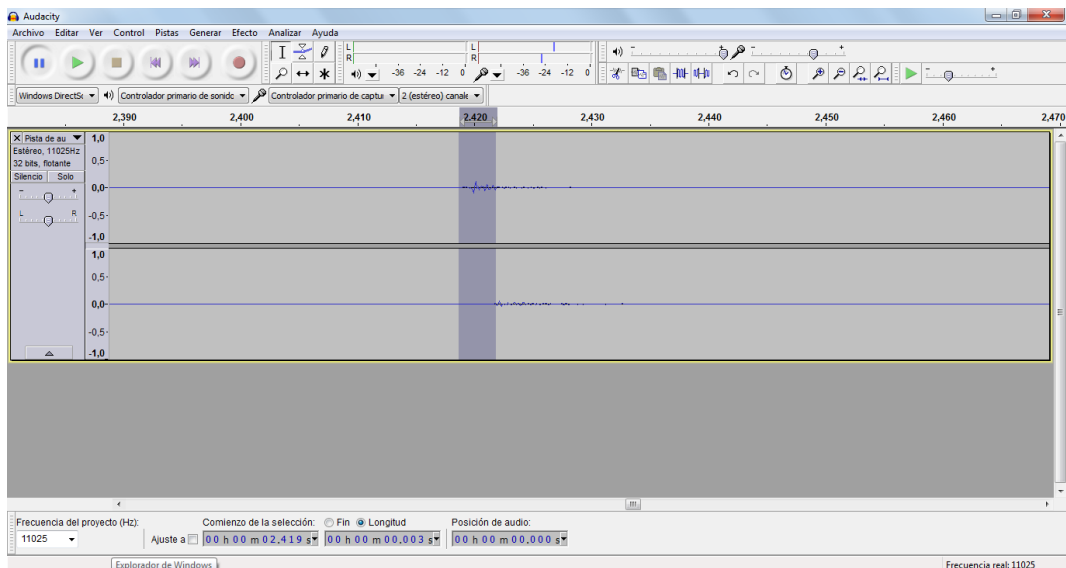 Audacity
Archivo Editar Ver Control Pistas Generar Efecto Analizar Ayuda
L
R
-36 -24 -12 0
L
R
-36 -24 -12 0
Windows DirectSc
Controlador primario de sonidc
Controlador primario de captur
2 (estéreo) canale
2,390 2,400 2,410 2,420 2,430 2,440 2,450 2,460 2,470
Pista de au
Estéreo, 11025Hz
32 bits, flotante
Silencio Solo
- +
L R
1,0
0,5-
0,0-
-0,5-
-1,0
1,0
0,5-
0,0-
-0,5-
-1,0
Frecuencia del proyecto (Hz): Comienzo de la selección: Fin Longitud Posición de audio:
11025 Ajuste a 00 h 00 m 02,419 s 00 h 00 m 00,003 s 00 h 00 m 00,000 s
Explorador de Windows Frecuencia real: 11025